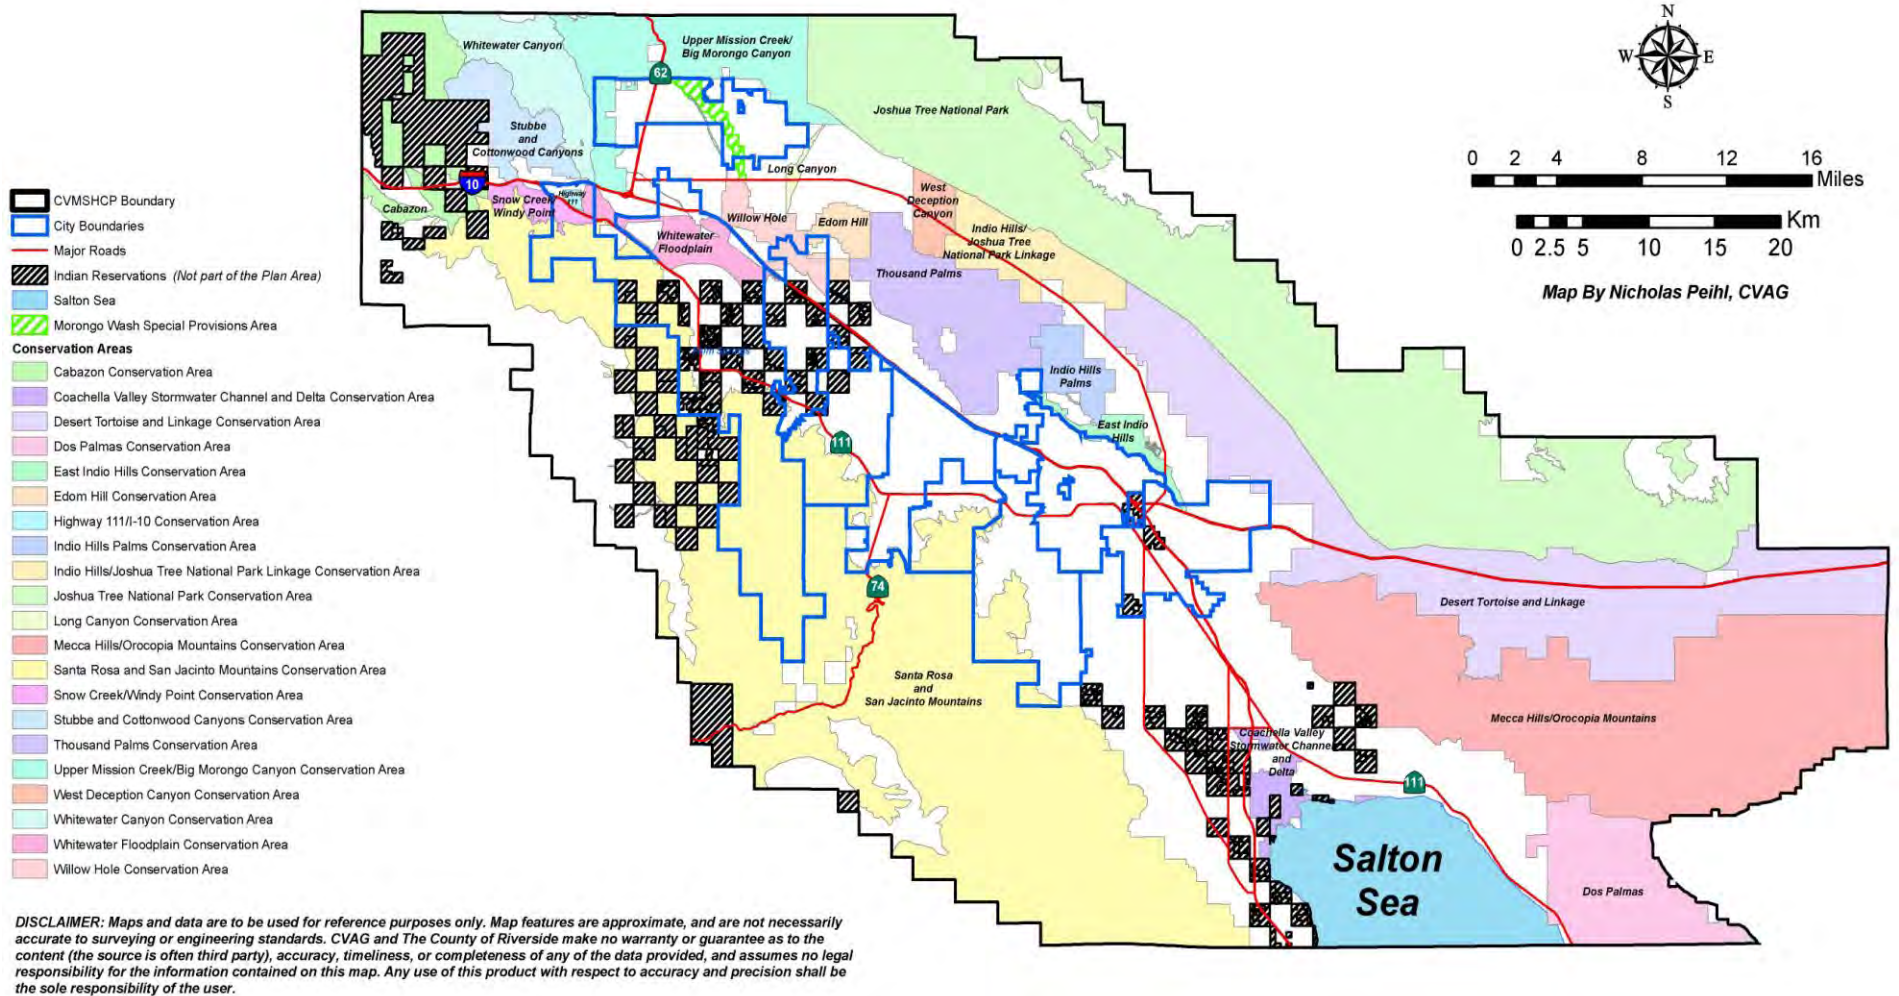 N
W
E
S
0 2 4 8 12 16
Miles
Km
0 2.5 5 10 15 20
Map By Nicholas Peihl, CVAG
CVMSHCP Boundary
City Boundaries
Major Roads
Indian Reservations (Not part of the Plan Area)
Salton Sea
Morongo Wash Special Provisions Area
Conservation Areas
Cabazon Conservation Area
Coachella Valley Stormwater Channel and Delta Conservation Area
Desert Tortoise and Linkage Conservation Area
Dos Palmas Conservation Area
East Indio Hills Conservation Area
Edom Hill Conservation Area
Highway 111/I-10 Conservation Area
Indio Hills Palms Conservation Area
Indio Hills/Joshua Tree National Park Linkage Conservation Area
Joshua Tree National Park Conservation Area
Long Canyon Conservation Area
Mecca Hills/Orocopia Mountains Conservation Area
Santa Rosa and San Jacinto Mountains Conservation Area
Snow Creek/Windy Point Conservation Area
Stubbe and Cottonwood Canyons Conservation Area
Thousand Palms Conservation Area
Upper Mission Creek/Big Morongo Canyon Conservation Area
West Deception Canyon Conservation Area
Whitewater Canyon Conservation Area
Whitewater Floodplain Conservation Area
Willow Hole Conservation Area
Whitewater Canyon
Upper Mission Creek/
Big Morongo Canyon
62
Joshua Tree National Park
Stubbe
and
Cottonwood Canyons
Long Canyon
10
Cabazon
Snow Creek/
Windy Point
Highway
111
Whitewater
Floodplain
Willow Hole
Edom Hill
West
Deception
Canyon
Indio Hills/
Joshua Tree
National Park Linkage
Thousand Palms
Indio Hills
Palms
East Indio
Hills
111
74
Desert Tortoise and Linkage
Santa Rosa
and
San Jacinto Mountains
Mecca Hills/Orocopia Mountains
Coachella Valley
Stormwater Channel
and
Delta
111
Salton
Sea
Dos Palmas
DISCLAIMER: Maps and data are to be used for reference purposes only. Map features are approximate, and are not necessarily
accurate to surveying or engineering standards. CVAG and The County of Riverside make no warranty or guarantee as to the
content (the source is often third party), accuracy, timeliness, or completeness of any of the data provided, and assumes no legal
responsibility for the information contained on this map. Any use of this product with respect to accuracy and precision shall be
the sole responsibility of the user.